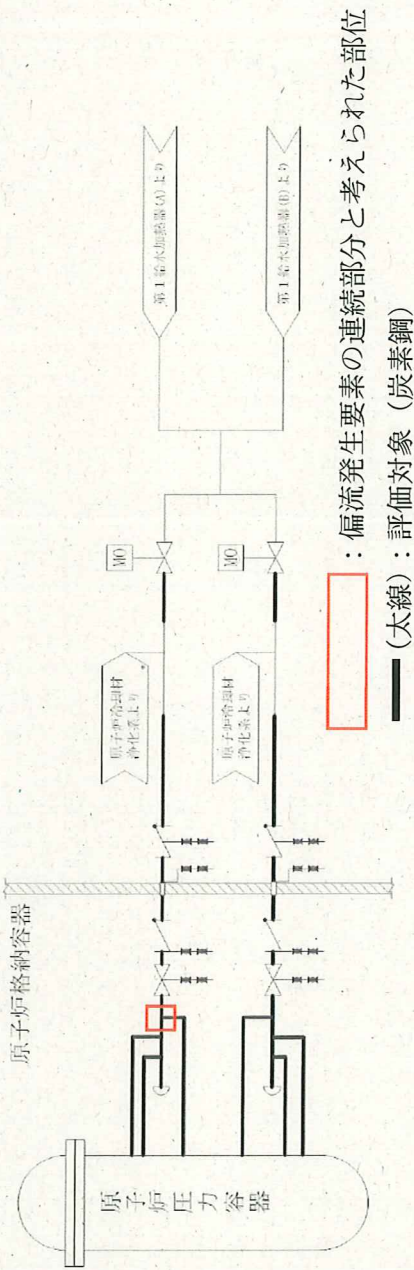 原子炉格納容器
原子炉圧力容器
原子炉冷却材
浄化系より
MO
第1給水加熱器(A)より
原子炉冷却材
浄化系より
MO
第1給水加熱器(B)より
：偏流発生要素の連続部分と考えられた部位
(太線)：評価対象（炭素鋼）